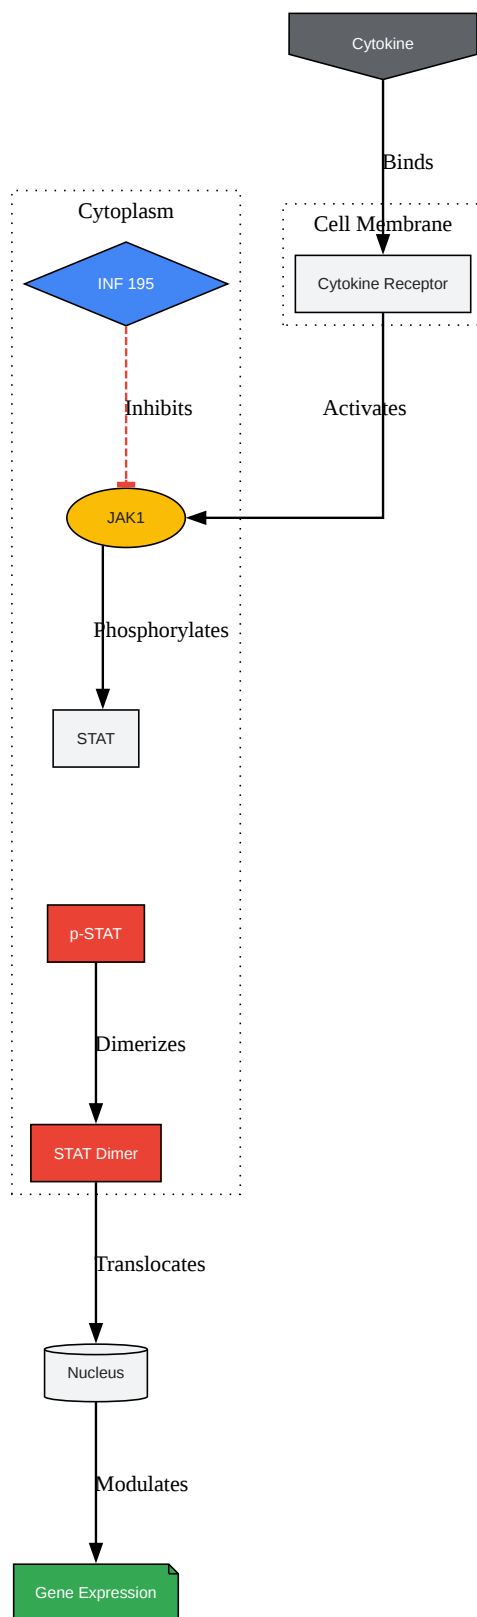 Cytokine
Binds
Cytoplasm
Cell Membrane
INF 195
Cytokine Receptor
Inhibits
Activates
JAK1
Phosphorylates
STAT
p-STAT
Dimerizes
STAT Dimer
Translocates
Nucleus
Modulates
Gene Expression